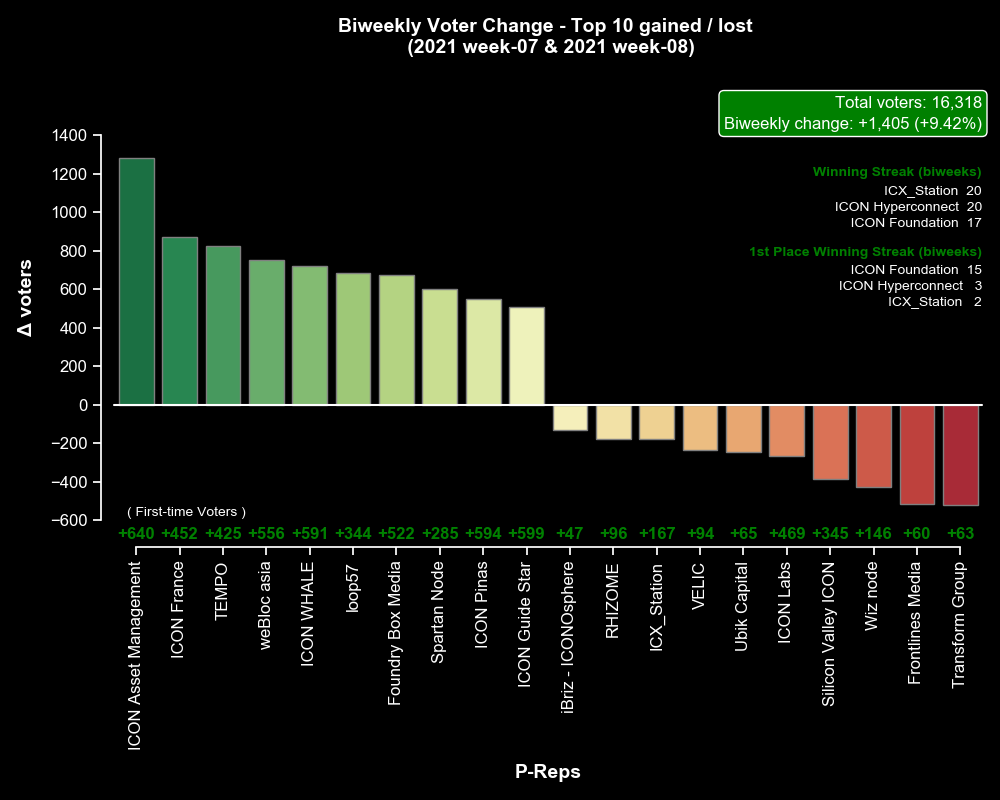 Biweekly Voter Change - Top 10 gained / lost
(2021 week-07 & 2021 week-08)
Total voters: 16,318
Biweekly change: +1,405 (+9.42%)
Winning Streak (biweeks)
ICX_Station 20
ICON Hyperconnect 20
ICON Foundation 17
1st Place Winning Streak (biweeks)
ICON Foundation 15
ICON Hyperconnect 3
ICX_Station 2
Δ voters
1400
1200
1000
800
600
400
200
0
−200
−400
−600
( First-time Voters )
+640 +452 +425 +556 +591 +344 +522 +285 +594 +599 +47 +96 +167 +94 +65 +469 +345 +146 +60 +63
ICON Asset Management
ICON France
TEMPO
weBloc asia
ICON WHALE
loop57
Foundry Box Media
Spartan Node
ICON Pinas
ICON Guide Star
iBriz - ICONOsphere
RHIZOME
ICX_Station
VELIC
Ubik Capital
ICON Labs
Silicon Valley ICON
Wiz node
Frontlines Media
Transform Group
P-Reps